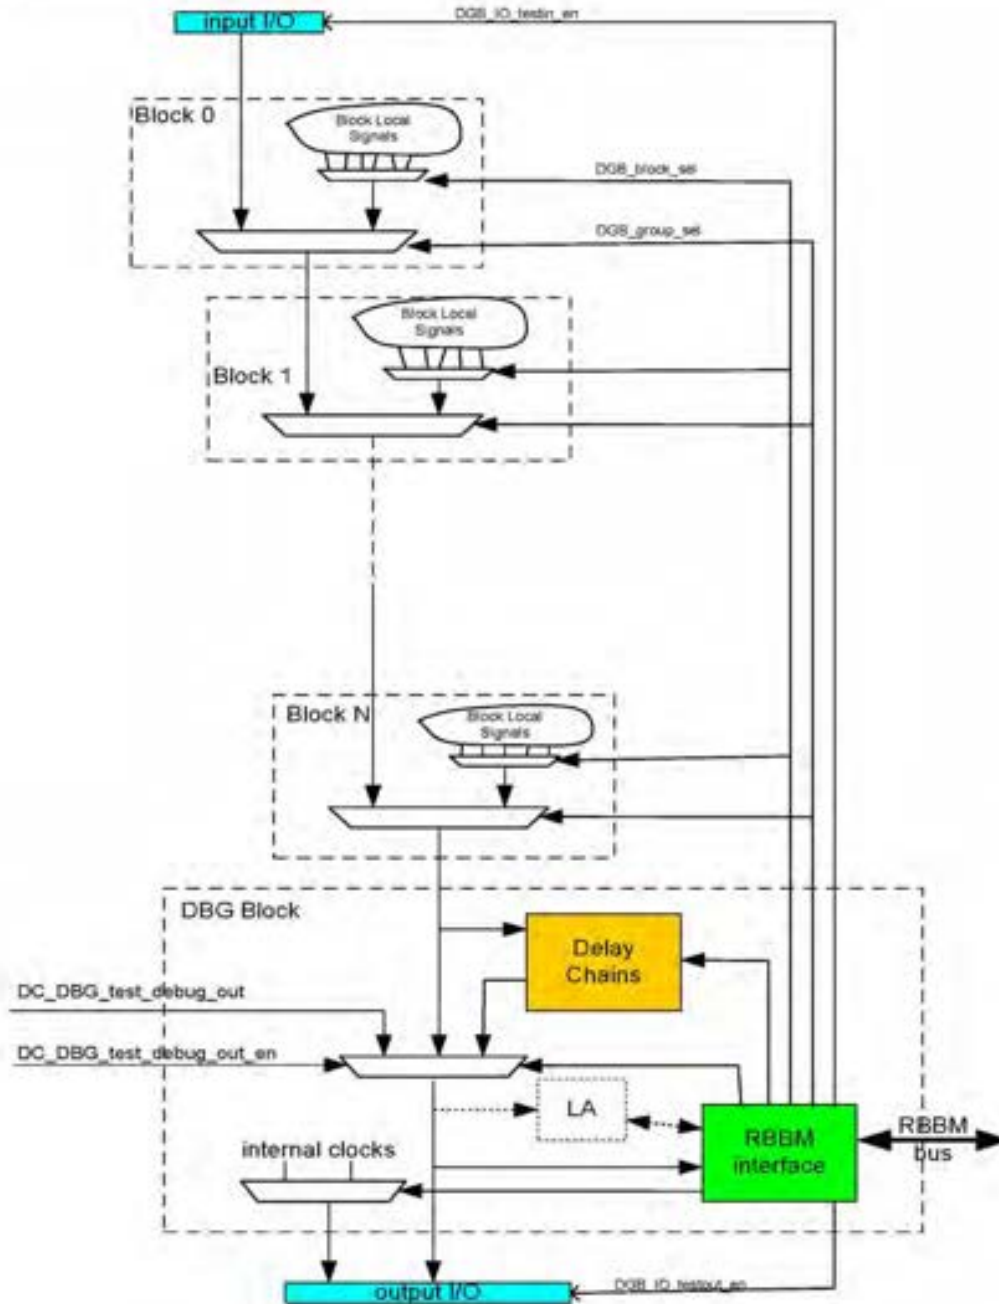 DGB_IO_testin_en
input I/O
Block 0
Block Local
Signals
DGB_block_sel
DGB_group_sel
Block Local
Signals
Block 1
Block N
Block Local
Signals
DBG Block
Delay
Chains
DC_DBG_test_debug_out
DC_DBG_test_debug_out_en
LA
RBBM
interface
RBBM
bus
internal clocks
output I/O
DGB_IO_testout_en